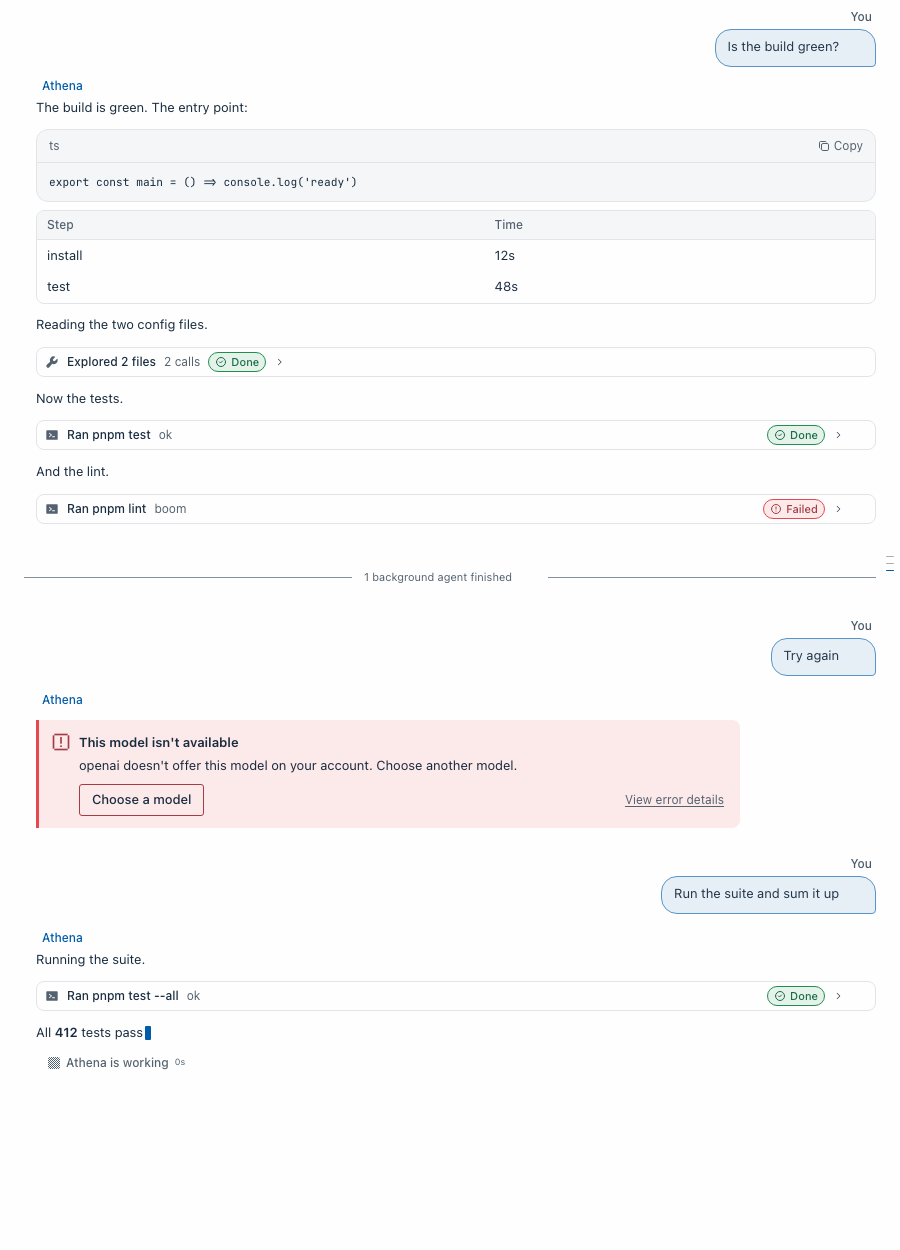 You
Is the build green?
Athena
The build is green. The entry point:
ts
Copy
export const main = () => console.log('ready')
Step Time
install 12s
test 48s
Reading the two config files.
Explored 2 files 2 calls Done
Now the tests.
Ran pnpm test ok Done
And the lint.
Ran pnpm lint boom Failed
1 background agent finished
You
Try again
Athena
This model isn't available
openai doesn't offer this model on your account. Choose another model.
Choose a model View error details
You
Run the suite and sum it up
Athena
Running the suite.
Ran pnpm test --all ok Done
All 412 tests pass
Athena is working 0s